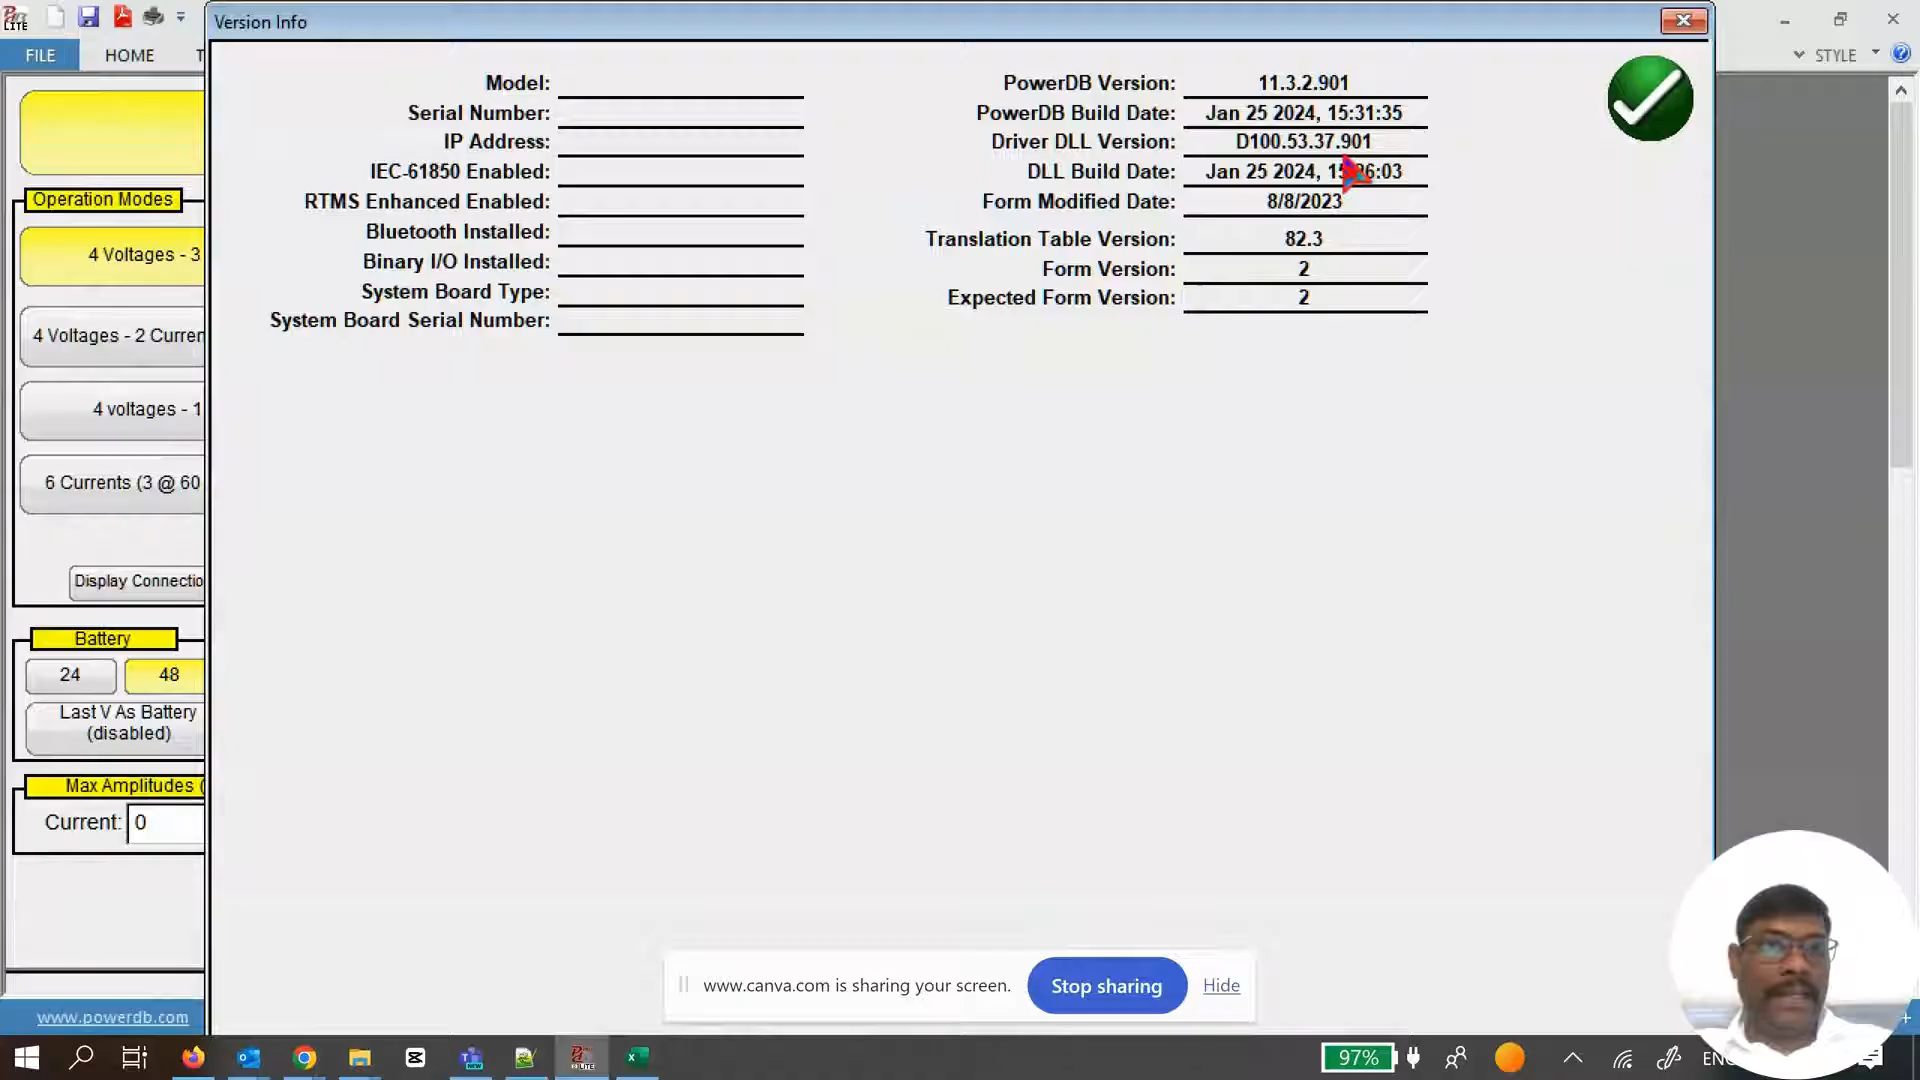 LITE
Version Info
FILE
HOME
STYLE
Model:
Serial Number:
IP Address:
IEC-61850 Enabled:
RTMS Enhanced Enabled:
Bluetooth Installed:
Binary I/O Installed:
System Board Type:
System Board Serial Number:
PowerDB Version: 11.3.2.901
PowerDB Build Date: Jan 25 2024, 15:31:35
Driver DLL Version: D100.53.37.901
DLL Build Date: Jan 25 2024,
Form Modified Date: 8/8/2023
Translation Table Version: 82.3
Form Version: 2
Expected Form Version: 2
Operation Modes
4 Voltages - 3
4 Voltages - 2 Curren
4 voltages - 1
6 Currents (3 @ 60
Display Connectio
Battery
24
48
Last V As Battery
(disabled)
Max Amplitudes (
Current: 0
www.canva.com is sharing your screen.
Stop sharing
Hide
www.powerdb.com
97%